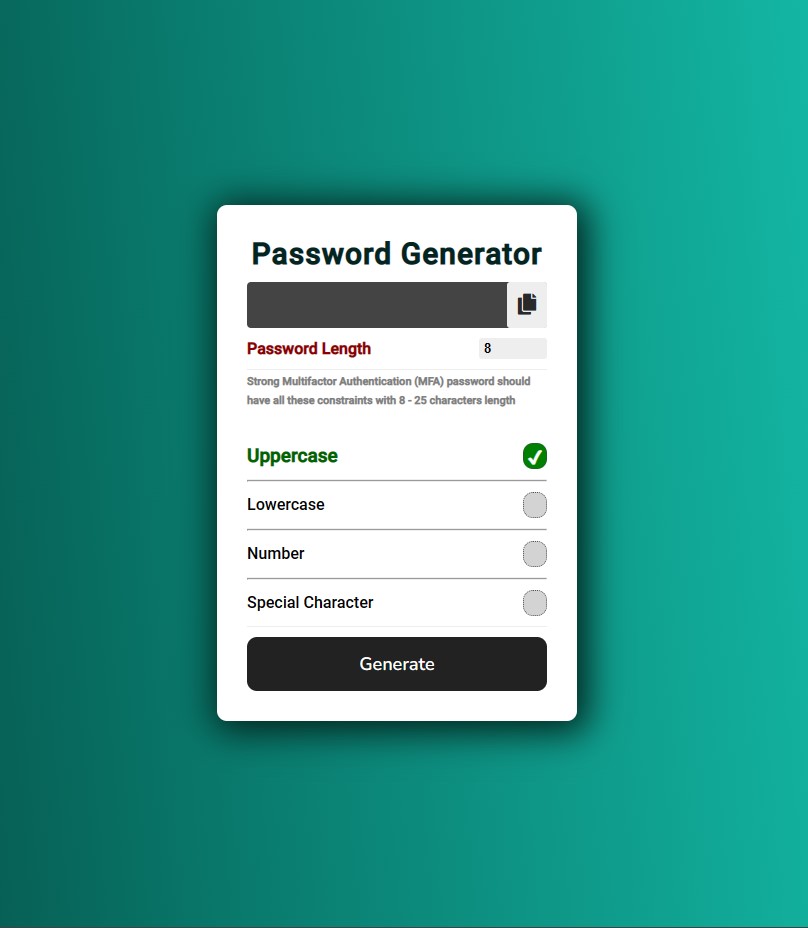 Password Generator
Password Length
8
Strong Multifactor Authentication (MFA) password should
have all these constraints with 8 - 25 characters length
Uppercase
Lowercase
Number
Special Character
Generate